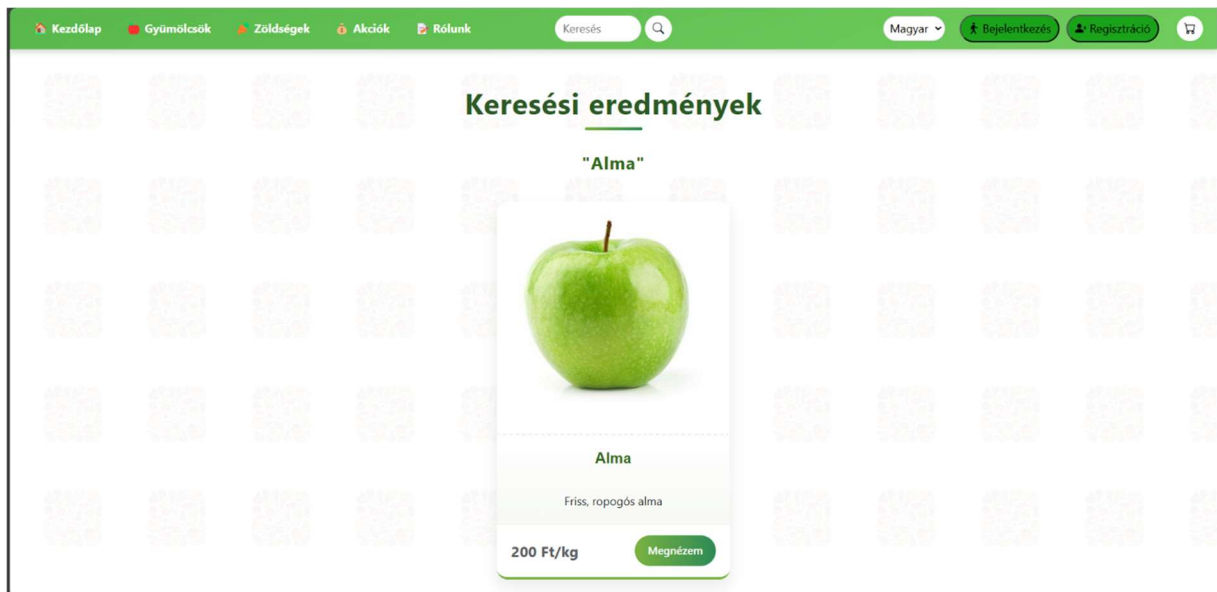 Kezdőlap Gyümölcsök Zöldségek Akciók Rólunk Keresés Magyar Bejelentkezés Regisztráció
Keresési eredmények
"Alma"
Alma
Friss, ropogós alma
200 Ft/kg Megnézem